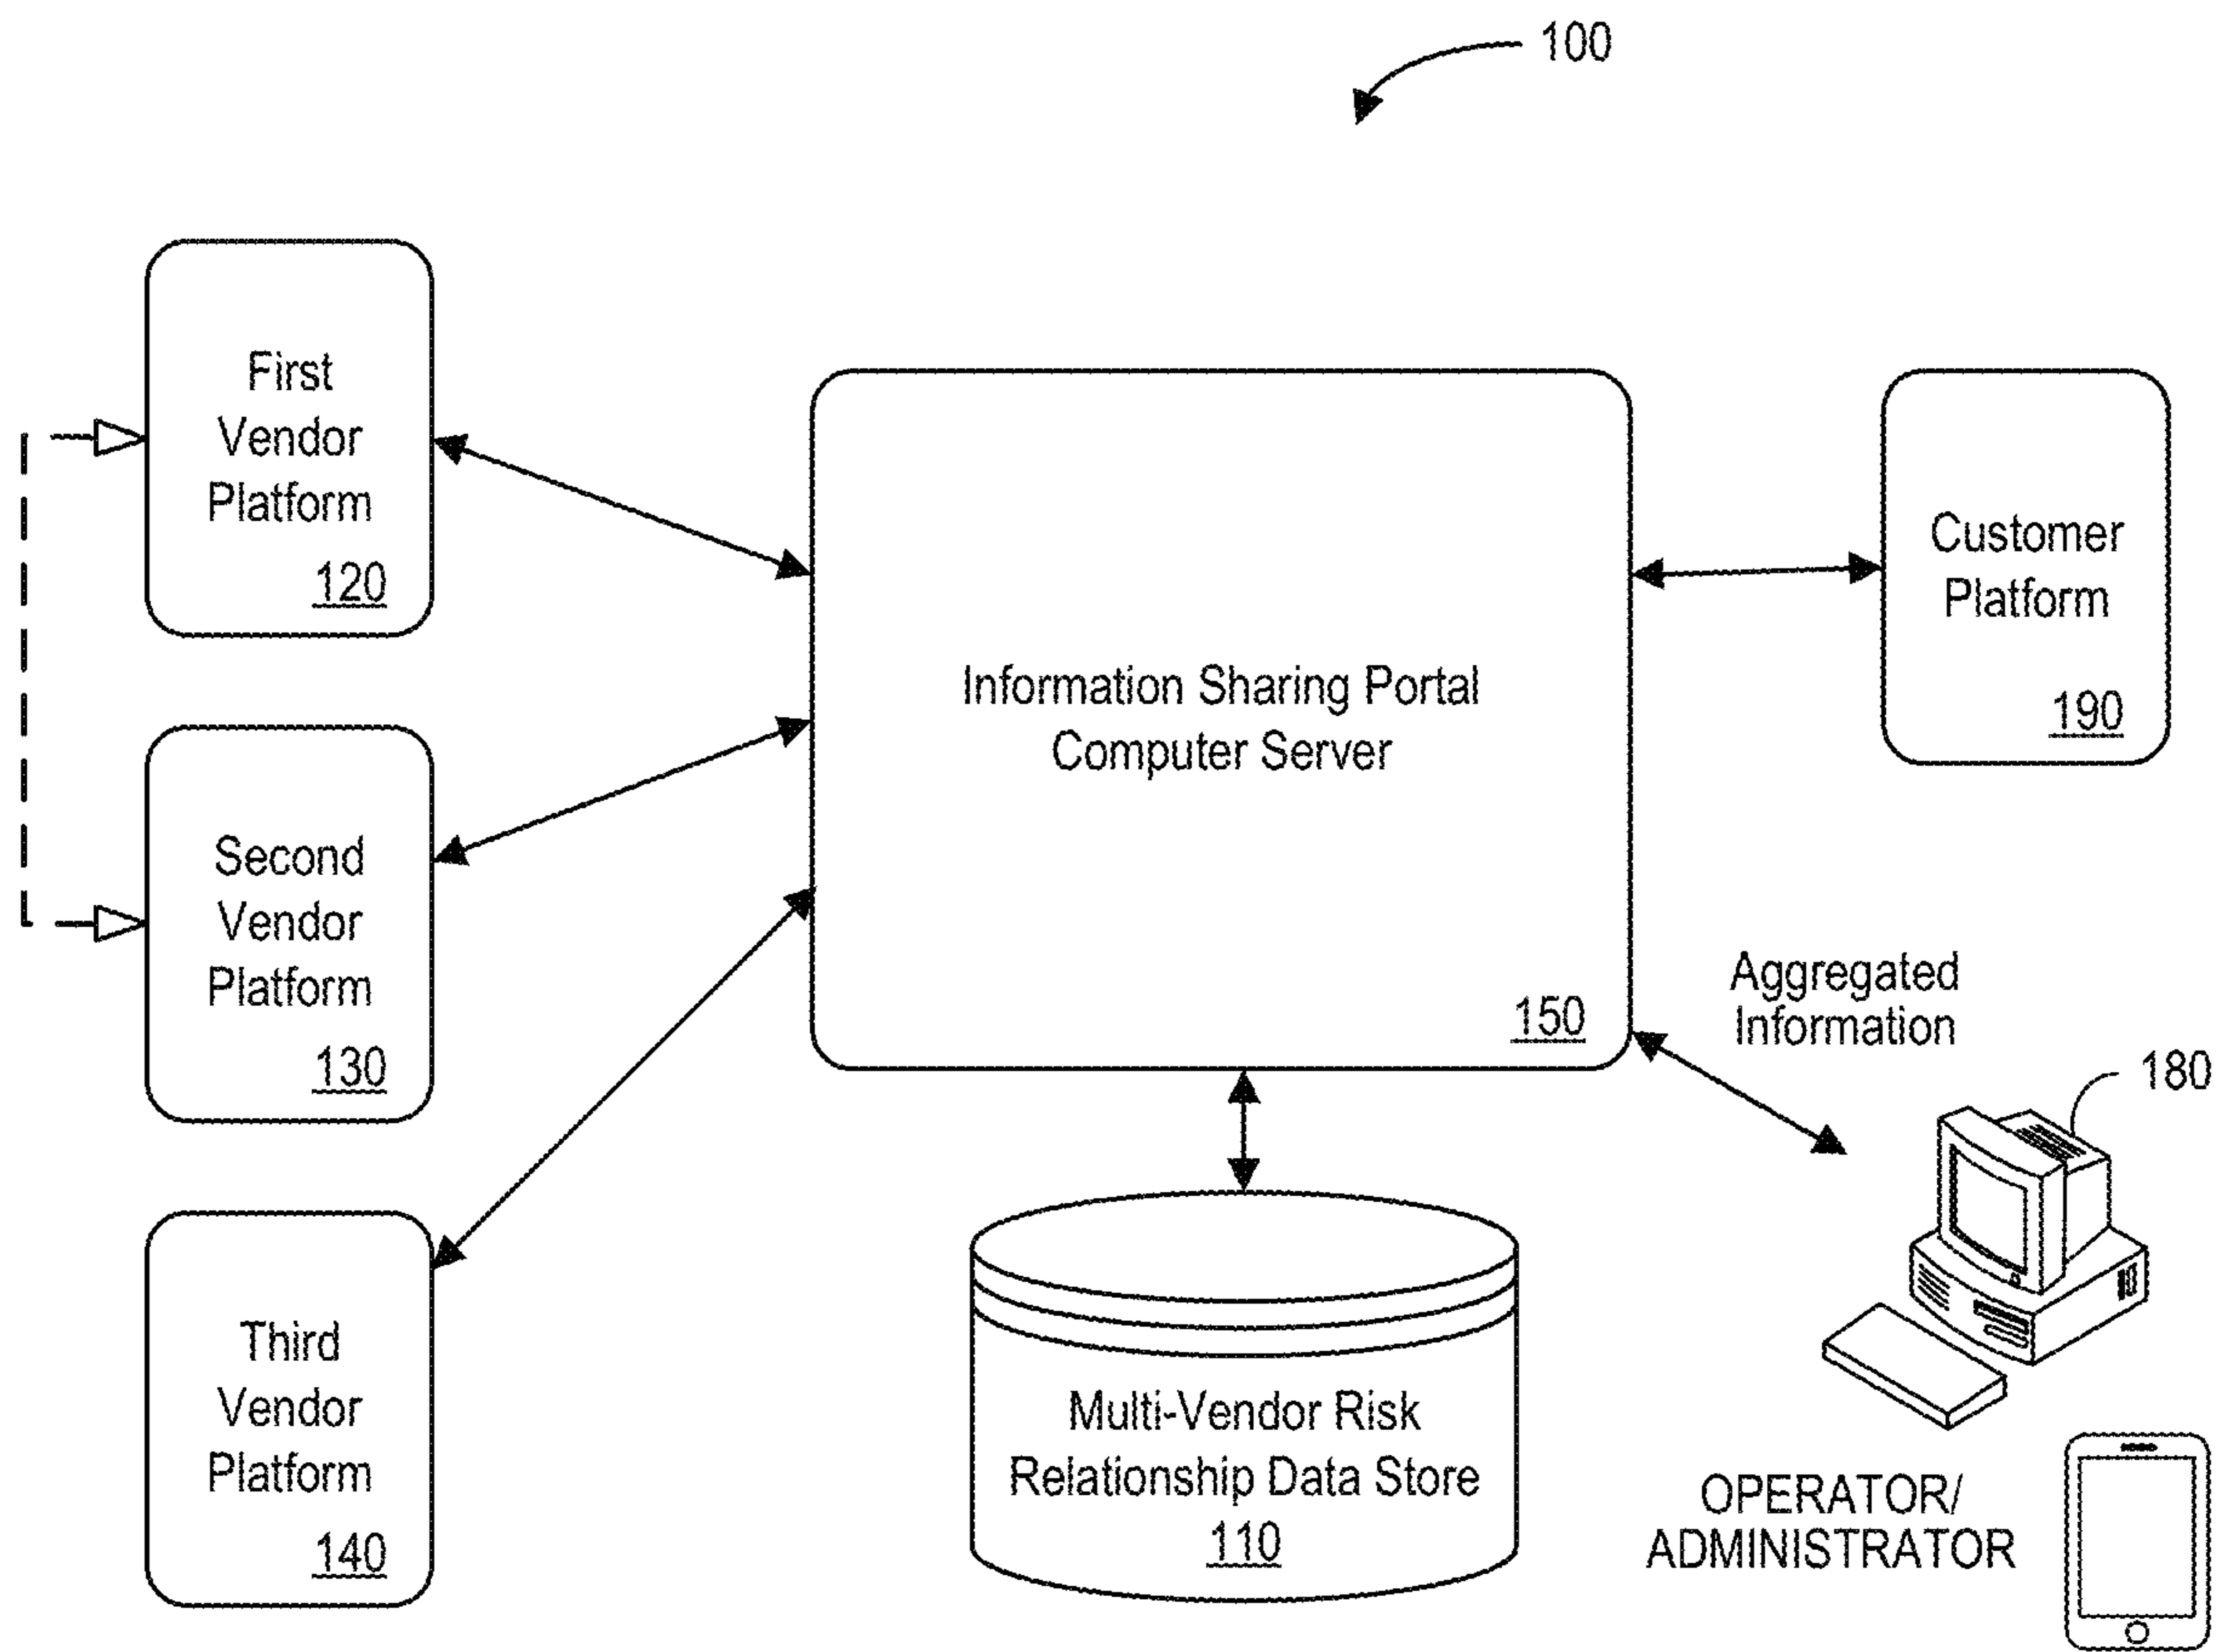 100
First
Vendor
Platform
120
Second
Vendor
Platform
130
Third
Vendor
Platform
140
Information Sharing Portal
Computer Server
150
Multi-Vendor Risk
Relationship Data Store
110
Customer
Platform
190
Aggregated
Information
180
OPERATOR/
ADMINISTRATOR